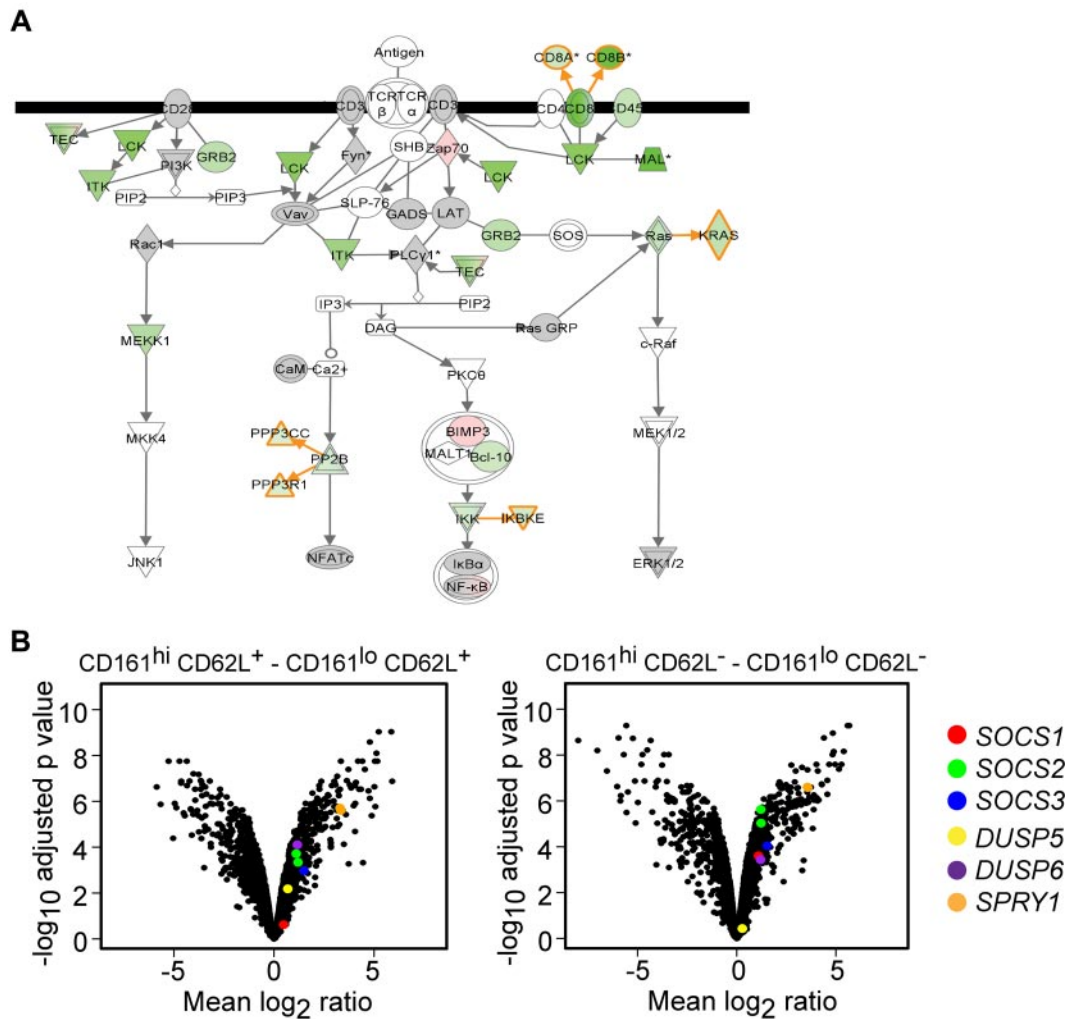 A
Antigen
CD8A* CD8B*
CD28 CD3 TCR β TCR α CD3 CD4 CD8 CD45
TEC LCK GRB2 PI3K ITK LCK Fyn* SHB Zap70 LCK LCK MAL*
PIP2 PIP3 Vav SLP-76 GADS LAT
Rac1 ITK PLCγ1* TEC GRB2 SOS Ras KRAS
IP3 PIP2
DAG Ras GRP c-Raf
MEKK1
CaM Ca2+ PKCθ
PPP3CC MKK4 BIMP3 MEK1/2
PP2B MALT1 Bcl-10
PPP3R1
IKK IKBKE
JNK1 NFATc IκBα ERK1/2
NF-κB
B
CD161hi CD62L+ - CD161lo CD62L+
-log10 adjusted p value
10
8
6
4
2
0
-5 0 5
Mean log2 ratio
CD161hi CD62L- - CD161lo CD62L-
-log10 adjusted p value
10
8
6
4
2
0
-5 0 5
Mean log2 ratio
SOCS1
SOCS2
SOCS3
DUSP5
DUSP6
SPRY1